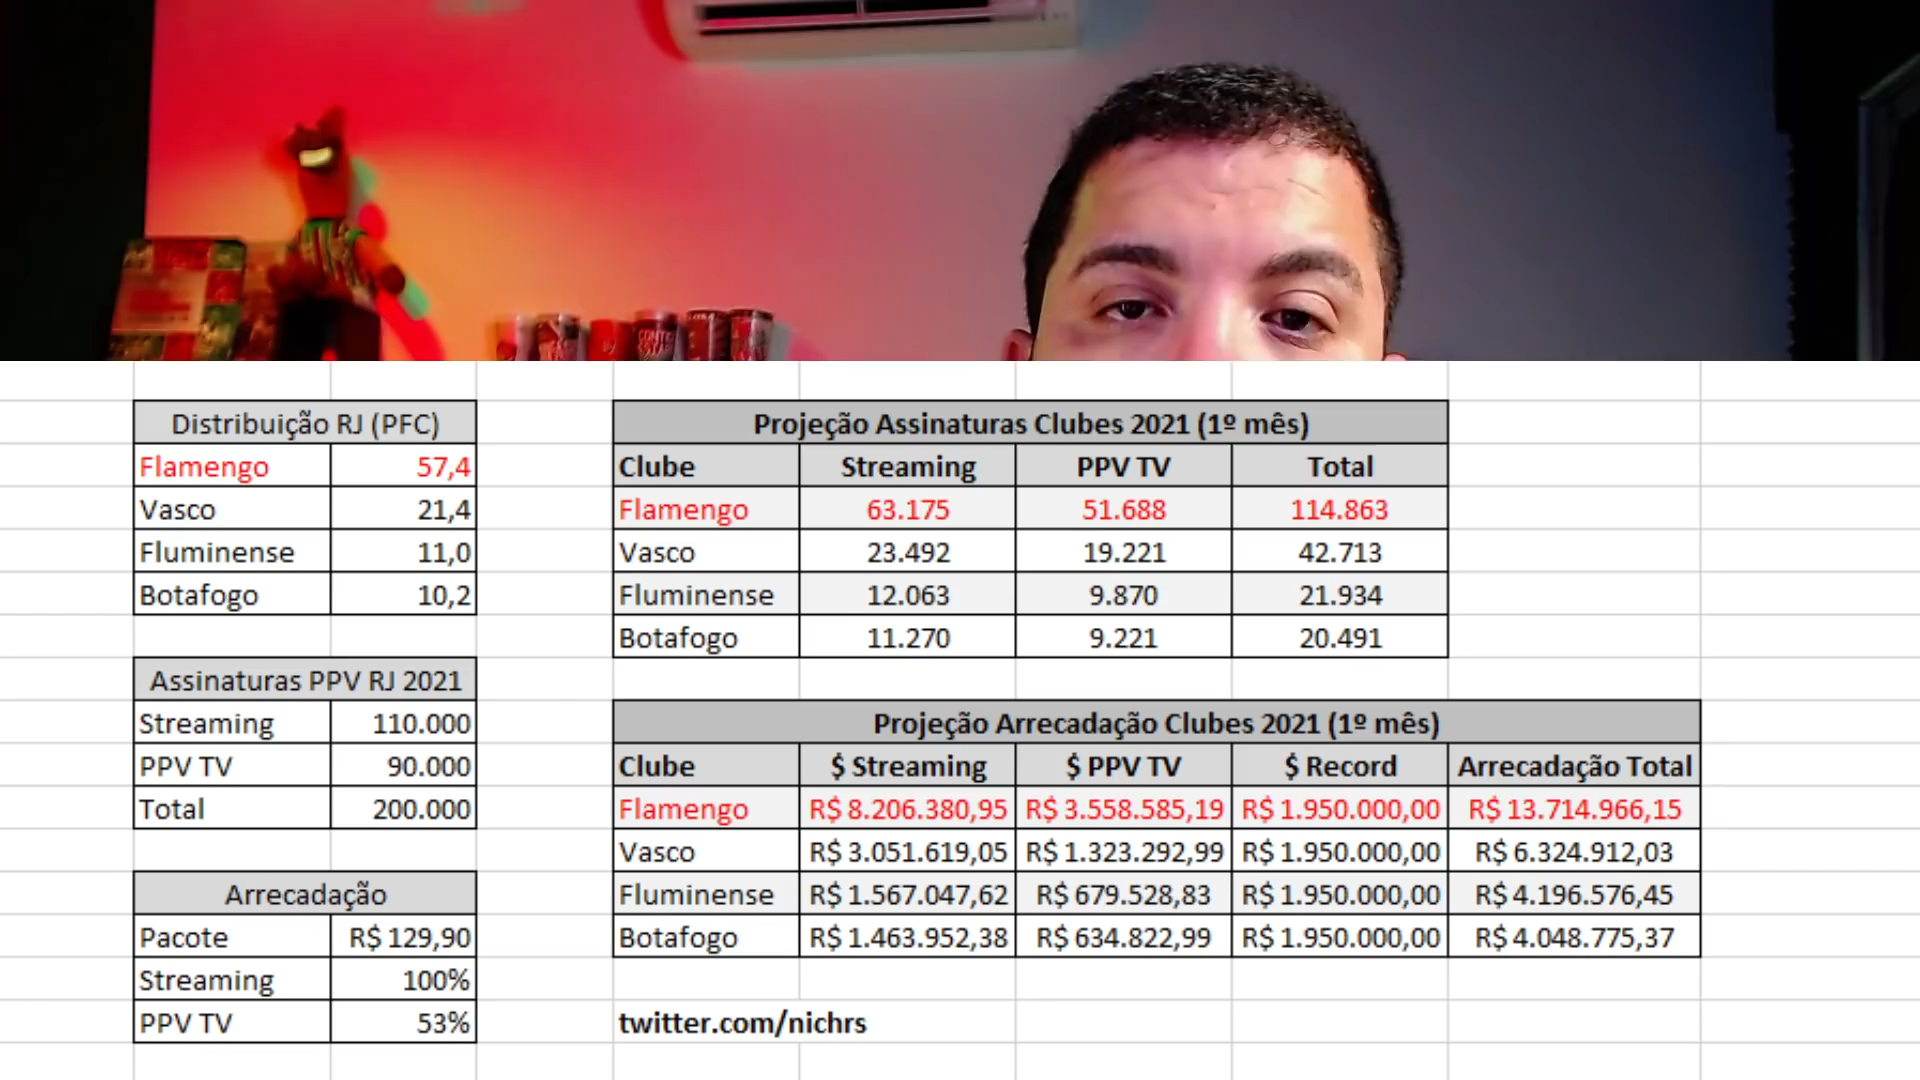 Distribuição RJ (PFC)
Flamengo 57,4
Vasco 21,4
Fluminense 11,0
Botafogo 10,2
Assinaturas PPV RJ 2021
Streaming 110.000
PPV TV 90.000
Total 200.000
Arrecadação
Pacote R$ 129,90
Streaming 100%
PPV TV 53%
Projeção Assinaturas Clubes 2021 (1º mês)
Clube Streaming PPV TV Total
Flamengo 63.175 51.688 114.863
Vasco 23.492 19.221 42.713
Fluminense 12.063 9.870 21.934
Botafogo 11.270 9.221 20.491
Projeção Arrecadação Clubes 2021 (1º mês)
Clube $ Streaming $ PPV TV $ Record Arrecadação Total
Flamengo R$ 8.206.380,95 R$ 3.558.585,19 R$ 1.950.000,00 R$ 13.714.966,15
Vasco R$ 3.051.619,05 R$ 1.323.292,99 R$ 1.950.000,00 R$ 6.324.912,03
Fluminense R$ 1.567.047,62 R$ 679.528,83 R$ 1.950.000,00 R$ 4.196.576,45
Botafogo R$ 1.463.952,38 R$ 634.822,99 R$ 1.950.000,00 R$ 4.048.775,37
twitter.com/nichrs